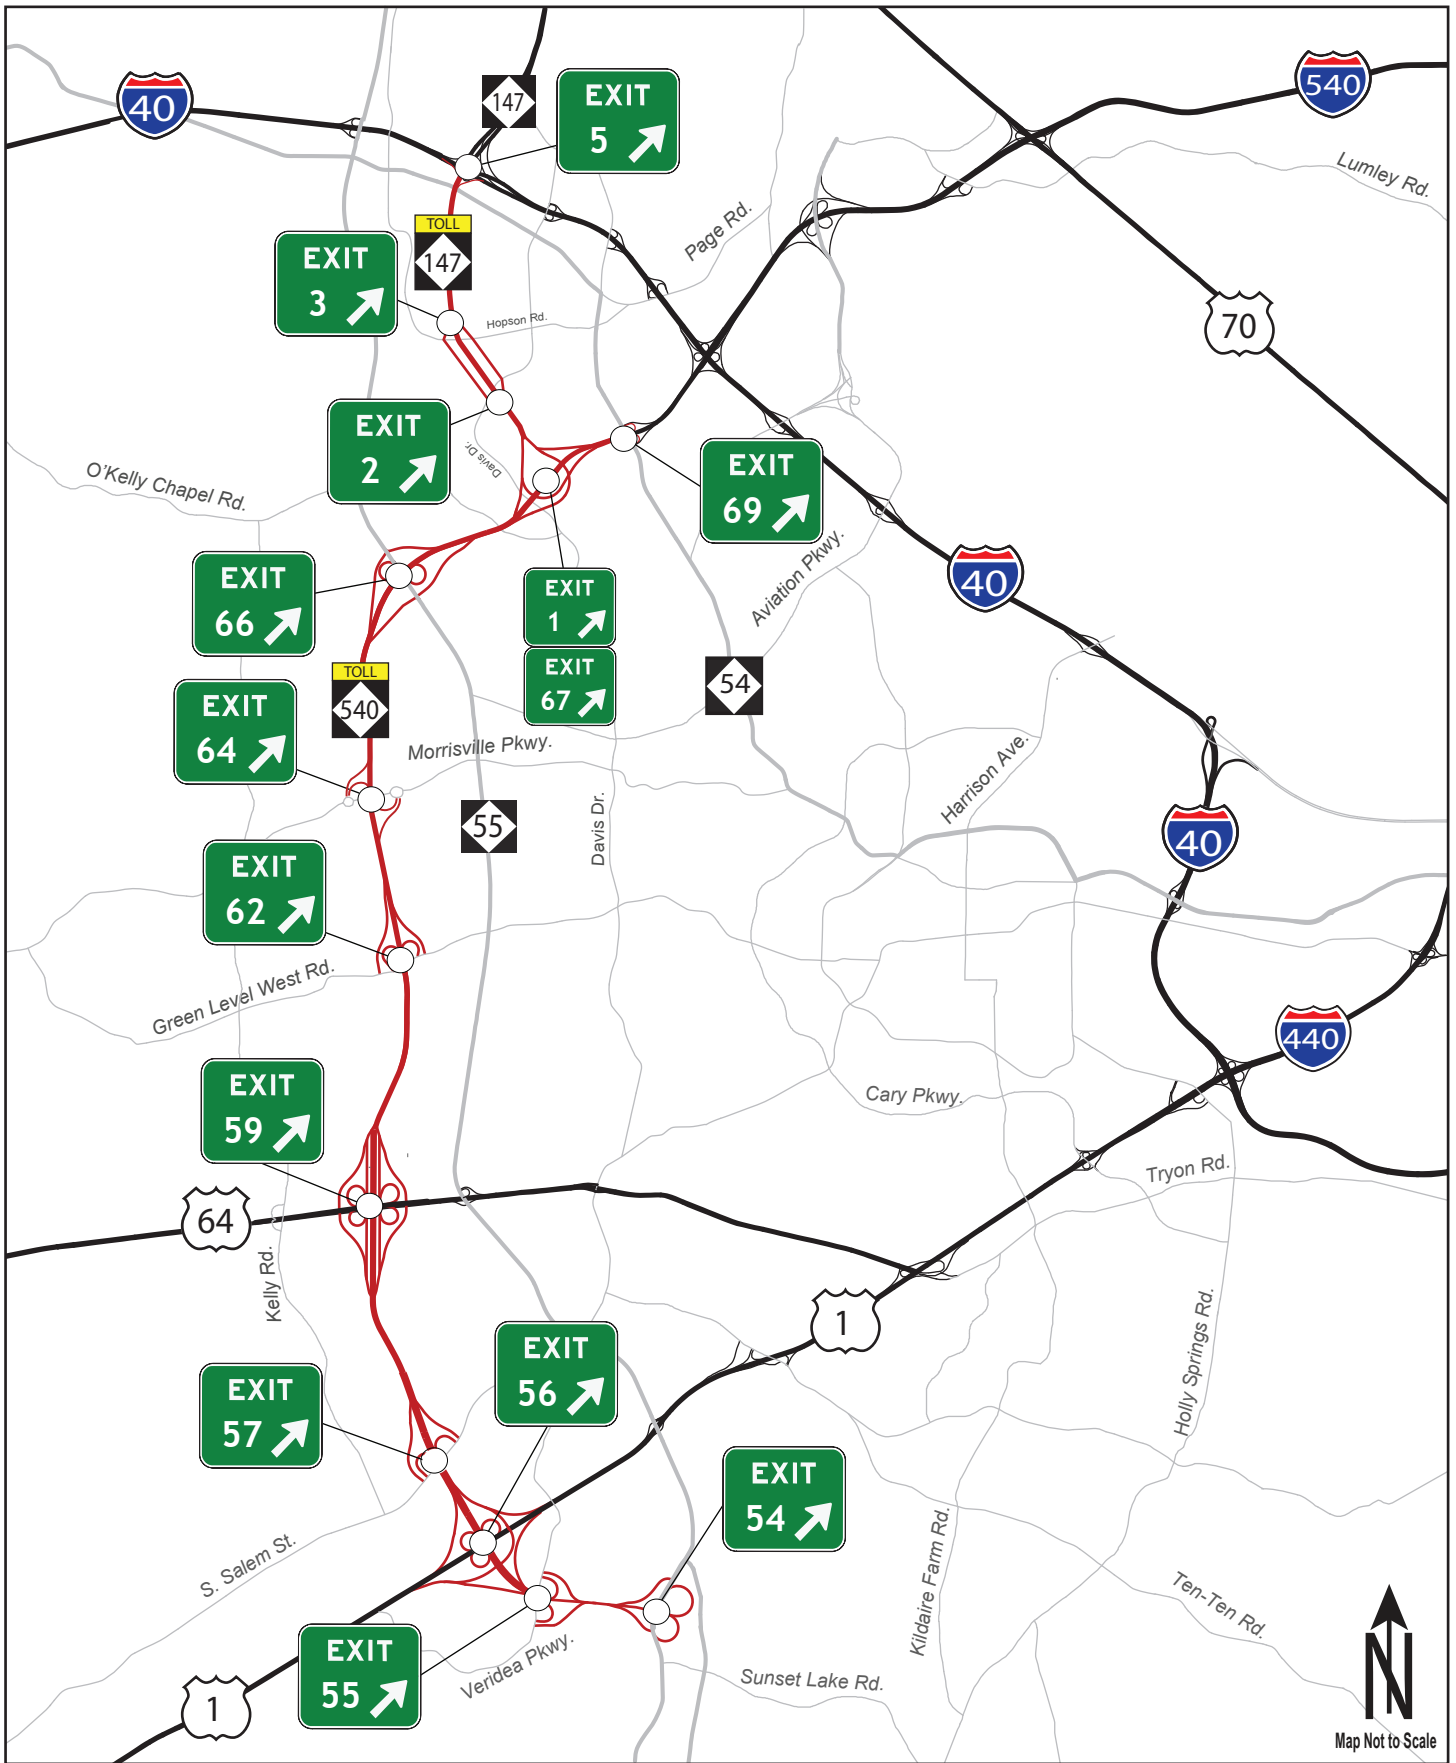 40
147
EXIT
5
540
Lumley Rd.
Page Rd.
TOLL
147
EXIT
3
Hopson Rd.
70
EXIT
2
Davis Dr.
O'Kelly Chapel Rd.
EXIT
69
Aviation Pkwy.
40
EXIT
66
EXIT
1
EXIT
67
54
TOLL
540
EXIT
64
Morrisville Pkwy.
55
Davis Dr.
Harrison Ave.
40
EXIT
62
Green Level West Rd.
440
EXIT
59
Cary Pkwy.
Tryon Rd.
64
Kelly Rd.
1
Holly Springs Rd.
EXIT
56
EXIT
57
EXIT
54
S. Salem St.
Kildaire Farm Rd.
Ten-Ten Rd.
EXIT
55
Veridea Pkwy.
Sunset Lake Rd.
1
N
Map Not to Scale